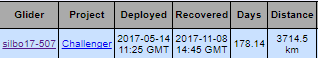 Glider Project Deployed Recovered Days Distance
silbo17-507 Challenger 2017-05-14 11:25 GMT 2017-11-08 14:45 GMT 178.14 3714.5 km